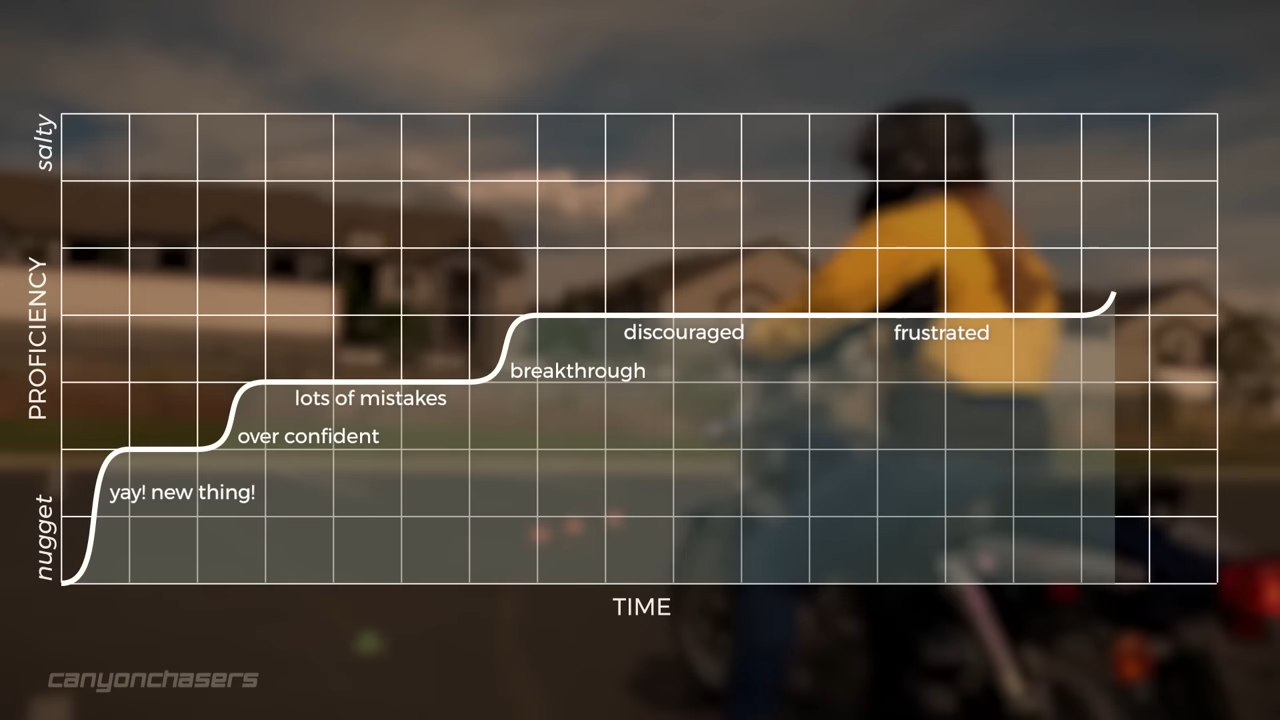 salty
PROFICIENCY
nugget
discouraged
frustrated
breakthrough
lots of mistakes
over confident
yay! new thing!
TIME
canyonchasers